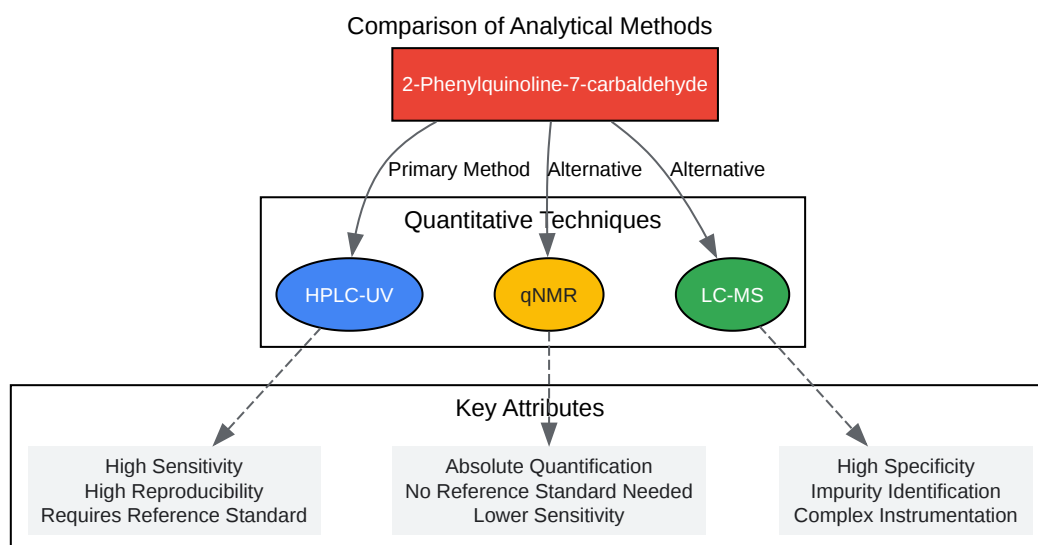 Comparison of Analytical Methods
2-Phenylquinoline-7-carbaldehyde
Primary Method
Alternative
Alternative
Quantitative Techniques
HPLC-UV
qNMR
LC-MS
Key Attributes
High Sensitivity
High Reproducibility
Requires Reference Standard
Absolute Quantification
No Reference Standard Needed
Lower Sensitivity
High Specificity
Impurity Identification
Complex Instrumentation